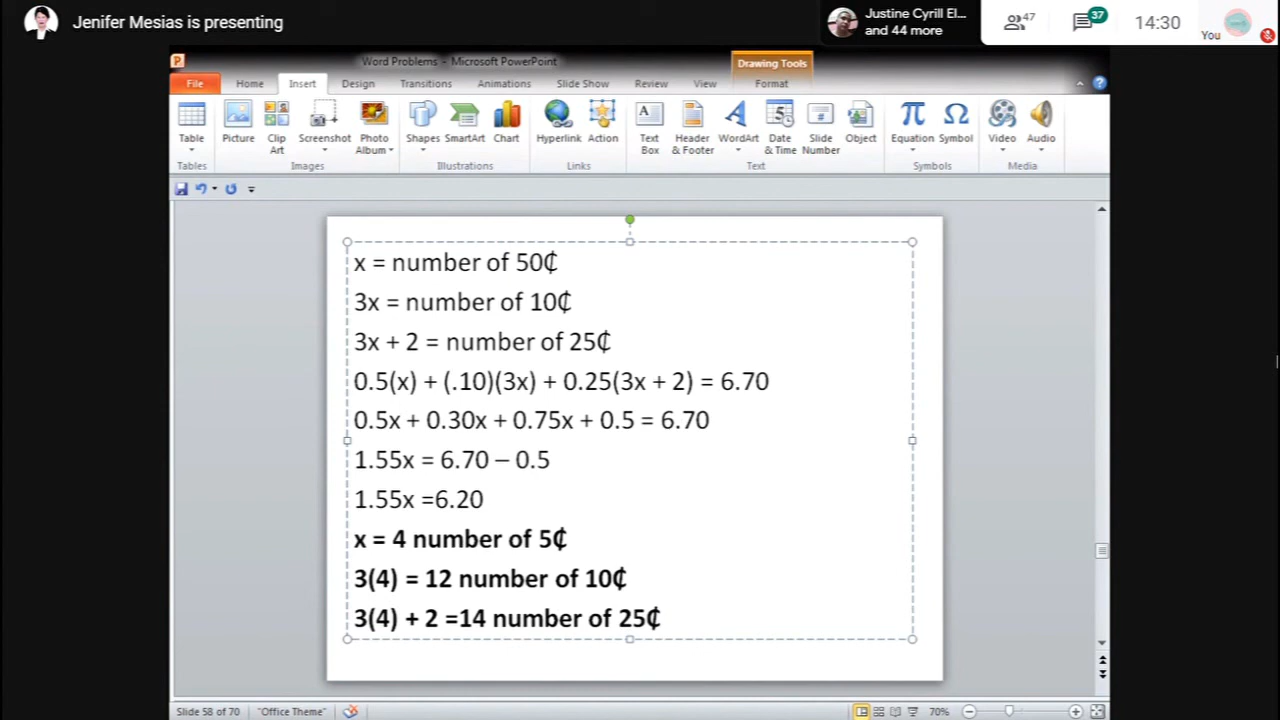 Jenifer Mesias is presenting
Justine Cyrill El...
and 44 more
47
37
14:30
You
Word Problems - Microsoft PowerPoint
Drawing Tools
File
Home
Insert
Design
Transitions
Animations
Slide Show
Review
View
Format
Table
Picture
Clip Art
Screenshot
Photo Album
Shapes
SmartArt
Chart
Hyperlink
Action
Text Box
Header & Footer
WordArt
Date & Time
Slide Number
Object
Equation
Symbol
Video
Audio
Tables
Images
Illustrations
Links
Text
Symbols
Media
x = number of 50₵
3x = number of 10₵
3x + 2 = number of 25₵
0.5(x) + (.10)(3x) + 0.25(3x + 2) = 6.70
0.5x + 0.30x + 0.75x + 0.5 = 6.70
1.55x = 6.70 – 0.5
1.55x =6.20
x = 4 number of 5₵
3(4) = 12 number of 10₵
3(4) + 2 =14 number of 25₵
Slide 58 of 70
"Office Theme"
70%